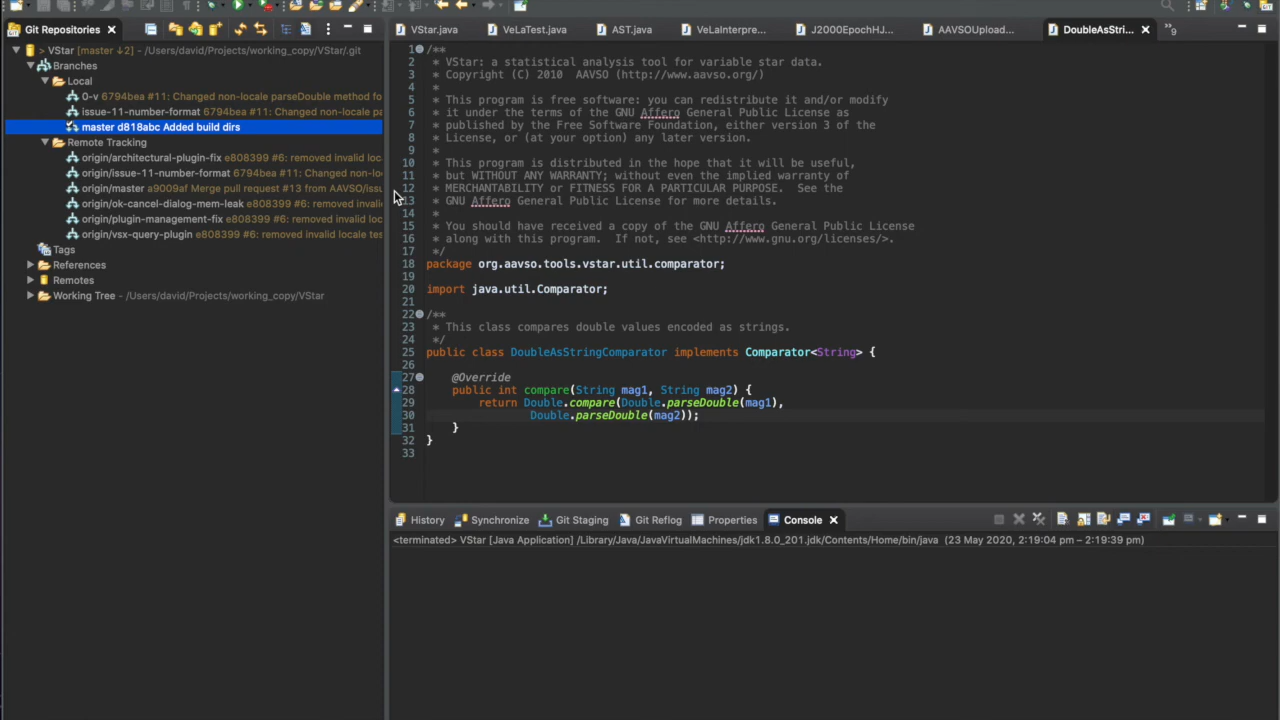 Git Repositories
VStar.java
VeLaTest.java
AST.java
VeLaInterpre...
J2000EpochHJ...
AAVSOUpload...
DoubleAsStri...
9
> VStar [master ↓2] - /Users/david/Projects/working_copy/VStar/.git
Branches
Local
0-v 6794bea #11: Changed non-locale parseDouble method fo
issue-11-number-format 6794bea #11: Changed non-locale pa
master d818abc Added build dirs
Remote Tracking
origin/architectural-plugin-fix e808399 #6: removed invalid loc
origin/issue-11-number-format 6794bea #11: Changed non-loc
origin/master a9009af Merge pull request #13 from AAVSO/issu
origin/ok-cancel-dialog-mem-leak e808399 #6: removed invalid
origin/plugin-management-fix e808399 #6: removed invalid loca
origin/vsx-query-plugin e808399 #6: removed invalid locale tes
Tags
References
Remotes
Working Tree - /Users/david/Projects/working_copy/VStar
1 /**
2 * VStar: a statistical analysis tool for variable star data.
3 * Copyright (C) 2010  AAVSO (http://www.aavso.org/)
4 *
5 * This program is free software: you can redistribute it and/or modify
6 * it under the terms of the GNU Affero General Public License as
7 * published by the Free Software Foundation, either version 3 of the
8 * License, or (at your option) any later version.
9 *
10 * This program is distributed in the hope that it will be useful,
11 * but WITHOUT ANY WARRANTY; without even the implied warranty of
12 * MERCHANTABILITY or FITNESS FOR A PARTICULAR PURPOSE.  See the
13 * GNU Affero General Public License for more details.
14 *
15 * You should have received a copy of the GNU Affero General Public License
16 * along with this program.  If not, see <http://www.gnu.org/licenses/>.
17 */
18 package org.aavso.tools.vstar.util.comparator;
19
20 import java.util.Comparator;
21
22 /**
23 * This class compares double values encoded as strings.
24 */
25 public class DoubleAsStringComparator implements Comparator<String> {
26
27 @Override
28 public int compare(String mag1, String mag2) {
29 return Double.compare(Double.parseDouble(mag1),
30 Double.parseDouble(mag2));
31 }
32 }
33
History
Synchronize
Git Staging
Git Reflog
Properties
Console
<terminated> VStar [Java Application] /Library/Java/JavaVirtualMachines/jdk1.8.0_201.jdk/Contents/Home/bin/java  (23 May 2020, 2:19:04 pm – 2:19:39 pm)